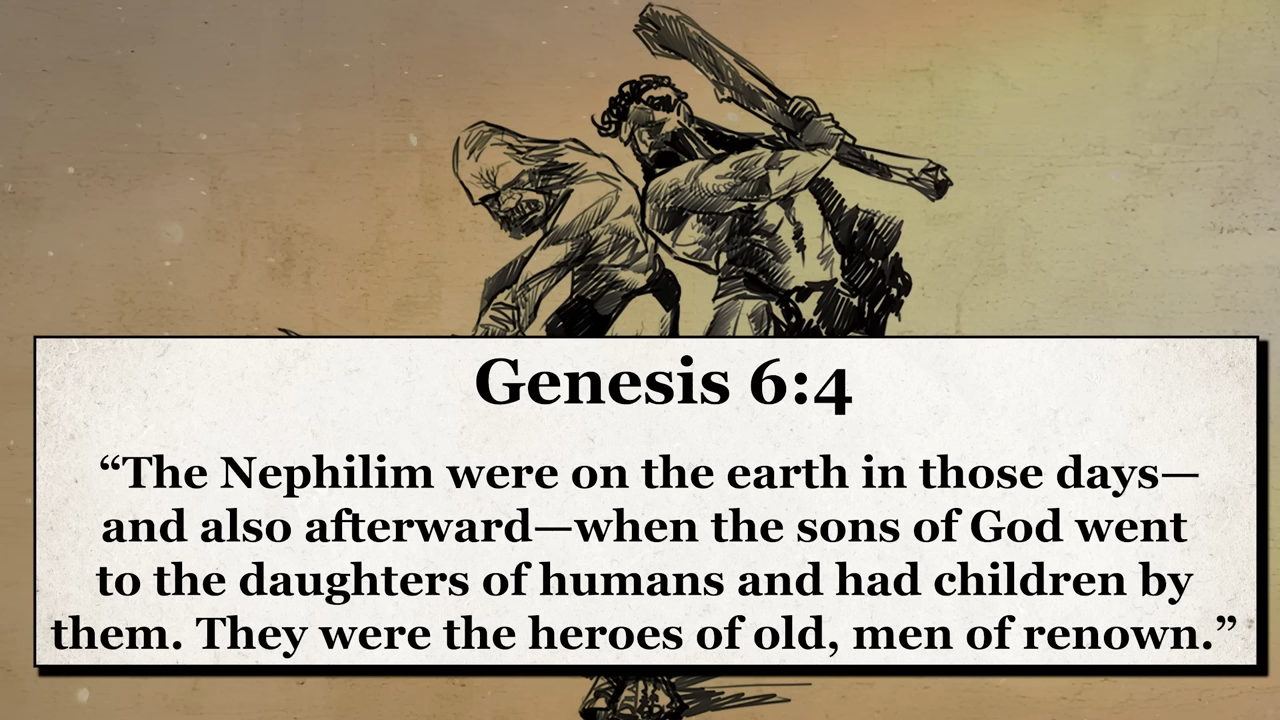 Genesis 6:4
“The Nephilim were on the earth in those days—
and also afterward—when the sons of God went
to the daughters of humans and had children by
them. They were the heroes of old, men of renown.”